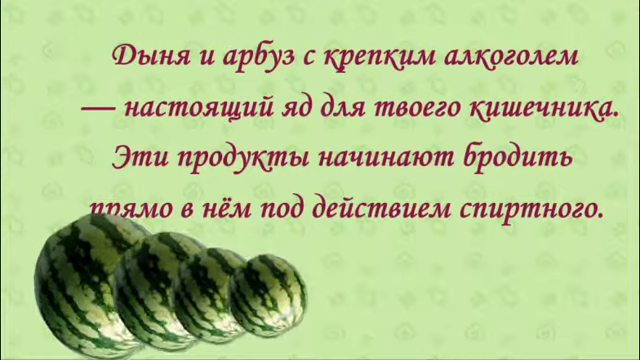 Дыня и арбуз с крепким алкоголем
— настоящий яд для твоего кишечника.
Эти продукты начинают бродить
прямо в нём под действием спиртного.